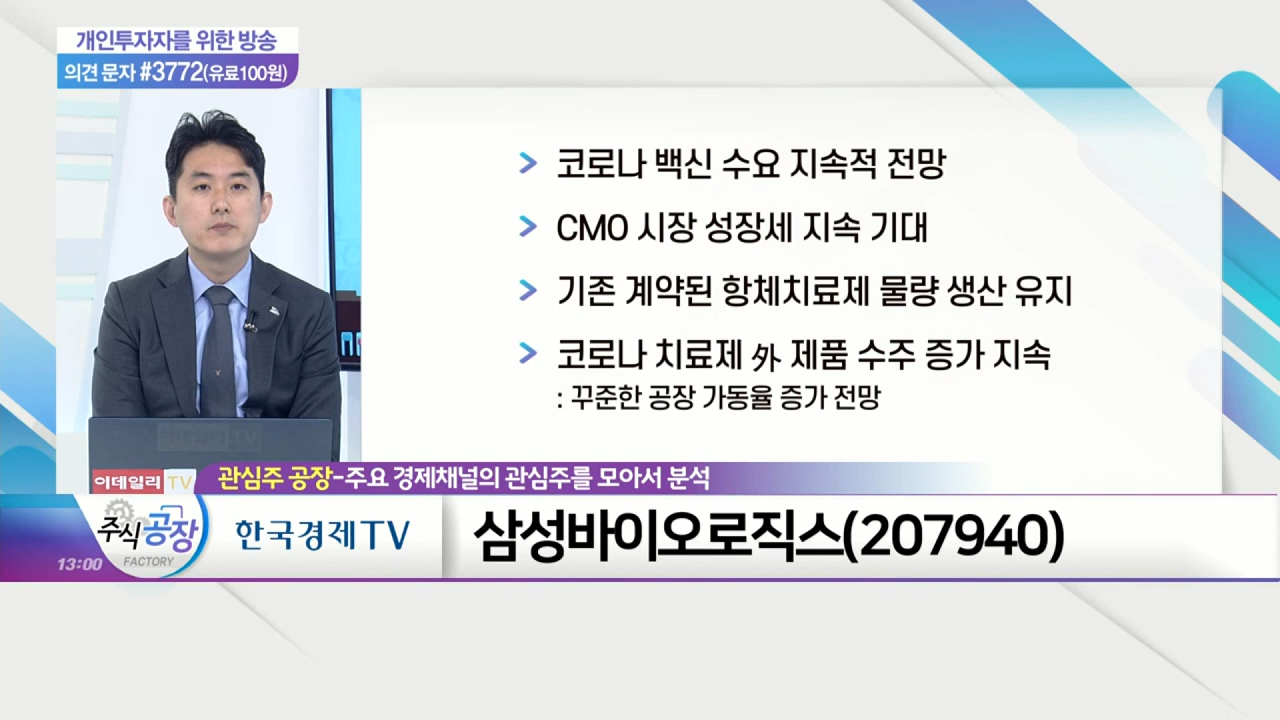 개인투자자를 위한 방송
의견 문자 #3772(유료100원)
> 코로나 백신 수요 지속적 전망
> CMO 시장 성장세 지속 기대
> 기존 계약된 항체치료제 물량 생산 유지
> 코로나 치료제 外 제품 수주 증가 지속
: 꾸준한 공장 가동율 증가 전망
이데일리 TV
관심주 공장-주요 경제채널의 관심주를 모아서 분석
주식공장
FACTORY
13:00
한국경제TV
삼성바이오로직스(207940)